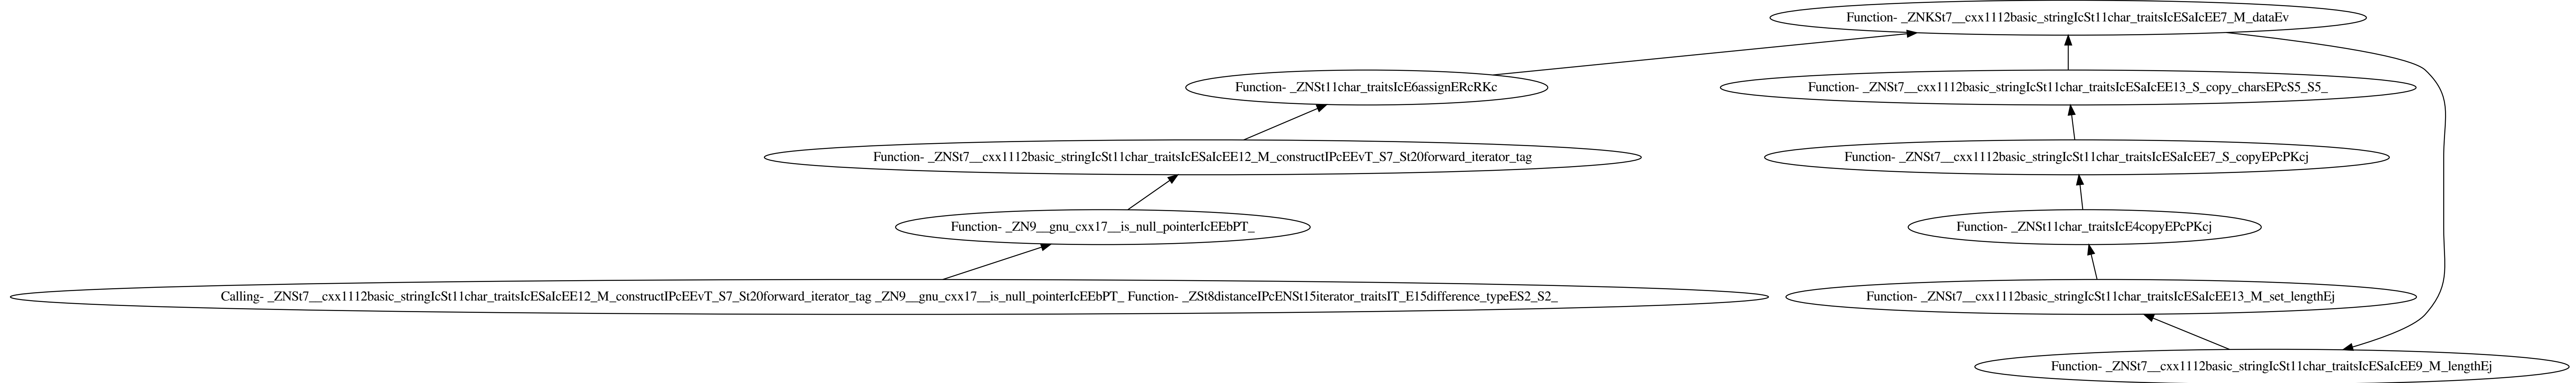 Function- _ZNKSt7__cxx1112basic_stringIcSt11char_traitsIcESaIcEE7_M_dataEv
Function- _ZNSt11char_traitsIcE6assignERcRKc
Function- _ZNSt7__cxx1112basic_stringIcSt11char_traitsIcESaIcEE13_S_copy_charsEPcS5_S5_
Function- _ZNSt7__cxx1112basic_stringIcSt11char_traitsIcESaIcEE12_M_constructIPcEEvT_S7_St20forward_iterator_tag
Function- _ZNSt7__cxx1112basic_stringIcSt11char_traitsIcESaIcEE7_S_copyEPcPKcj
Function- _ZN9__gnu_cxx17__is_null_pointerIcEEbPT_
Function- _ZNSt11char_traitsIcE4copyEPcPKcj
Calling- _ZNSt7__cxx1112basic_stringIcSt11char_traitsIcESaIcEE12_M_constructIPcEEvT_S7_St20forward_iterator_tag _ZN9__gnu_cxx17__is_null_pointerIcEEbPT_ Function- _ZSt8distanceIPcENSt15iterator_traitsIT_E15difference_typeES2_S2_
Function- _ZNSt7__cxx1112basic_stringIcSt11char_traitsIcESaIcEE13_M_set_lengthEj
Function- _ZNSt7__cxx1112basic_stringIcSt11char_traitsIcESaIcEE9_M_lengthEj